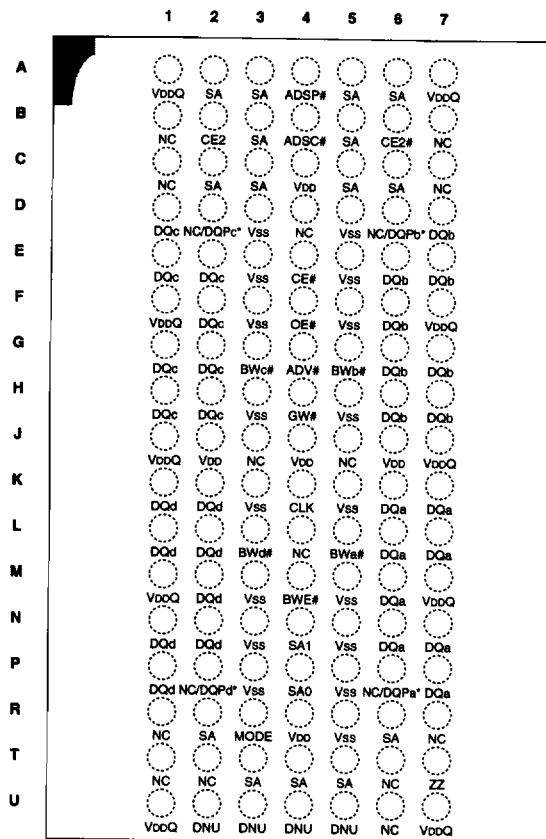 1 2 3 4 5 6 7
A
VDDQ SA SA ADSP# SA SA VDDQ
B
NC CE2 SA ADSC# SA CE2# NC
C
NC SA SA VDD SA SA NC
D
DQc NC/DQPc* Vss NC Vss NC/DQPb* DQb
E
DQc DQc Vss CE# Vss DQb DQb
F
VDDQ DQc Vss OE# Vss DQb VDDQ
G
DQc DQc BWc# ADV# BWb# DQb DQb
H
DQc DQc Vss GW# Vss DQb DQb
J
VDDQ VDD NC VDD NC VDD VDDQ
K
DQd DQd Vss CLK Vss DQa DQa
L
DQd DQd BWd# NC BWa# DQa DQa
M
VDDQ DQd Vss BWE# Vss DQa VDDQ
N
DQd DQd Vss SA1 Vss DQa DQa
P
DQd NC/DQPd* Vss SA0 Vss NC/DQPa* DQa
R
NC SA MODE VDD Vss SA NC
T
NC NC SA SA SA NC ZZ
U
VDDQ DNU DNU DNU DNU NC VDDQ